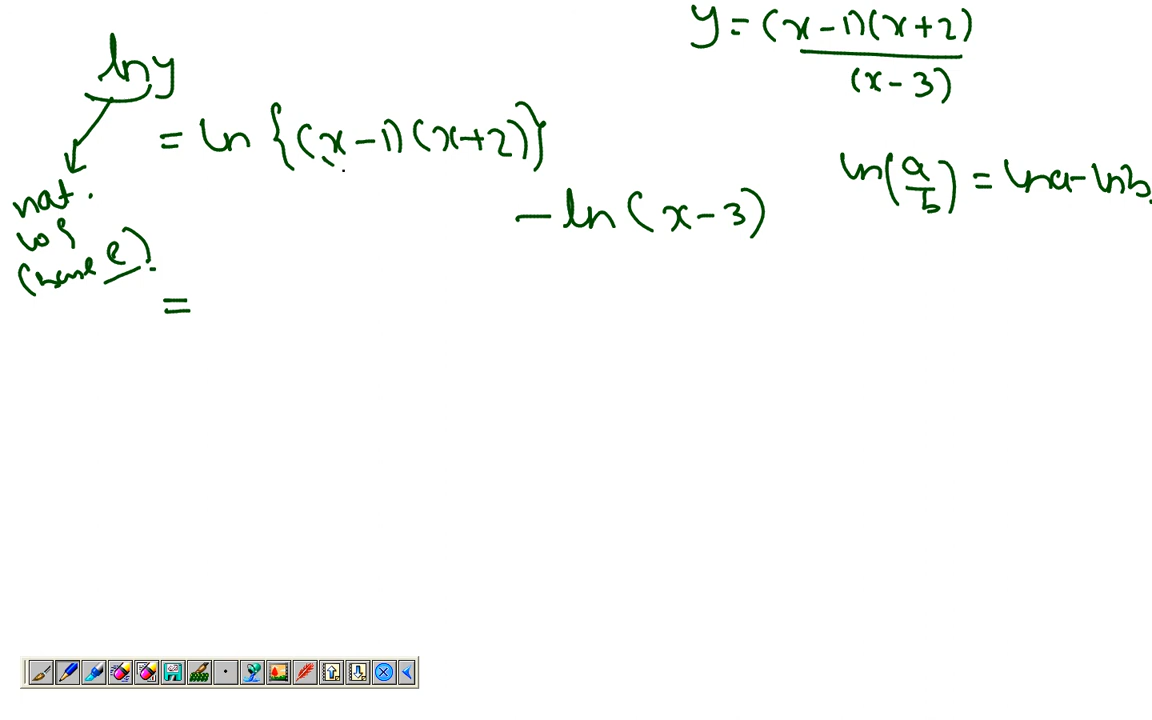 y = (x-1)(x+2)
(x-3)
ln y
= ln {(x-1)(x+2)}
- ln (x-3)
ln(a/b) = ln a - ln b.
nat.
log
(base e).
=